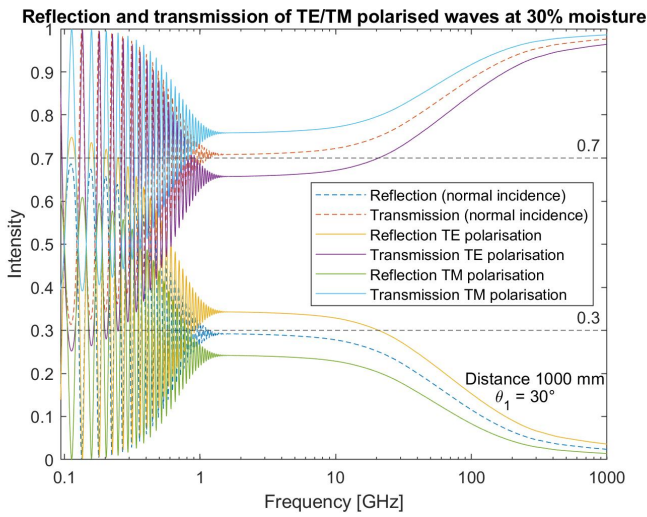 Reflection and transmission of TE/TM polarised waves at 30% moisture
1
0.9
0.8
0.7
0.6
0.5
0.4
0.3
0.2
0.1
0
Intensity
0.7
Reflection (normal incidence)
Transmission (normal incidence)
Reflection TE polarisation
Transmission TE polarisation
Reflection TM polarisation
Transmission TM polarisation
0.3
Distance 1000 mm
θ₁ = 30°
0.1 1 10 100 1000
Frequency [GHz]